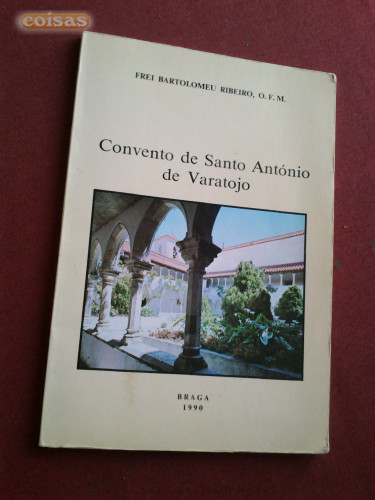 coisas
FREI BARTOLOMEU RIBEIRO, O. F. M.
Convento de Santo António
de Varatojo
BRAGA
1990